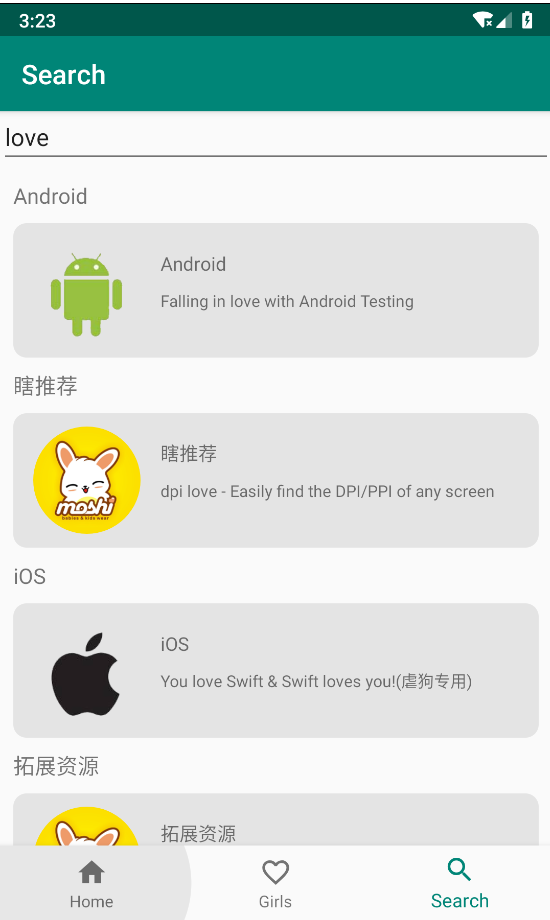 3:23
Search
love
Android
Android
Falling in love with Android Testing
瞎推荐
moshi
babies & kids wear
瞎推荐
dpi love - Easily find the DPI/PPI of any screen
iOS
iOS
You love Swift & Swift loves you!(虐狗专用)
拓展资源
拓展资源
Home
Girls
Search